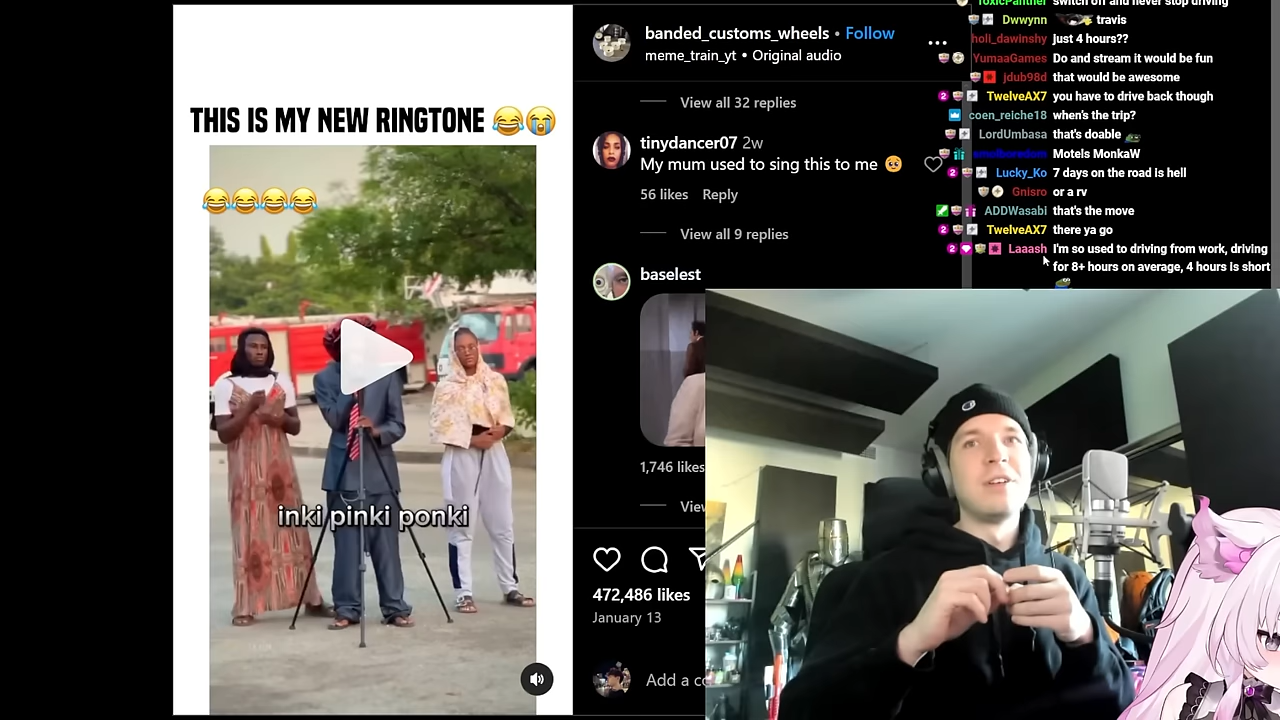 THIS IS MY NEW RINGTONE 😂😭
😂😂😂😂
inki pinki ponki
banded_customs_wheels • Follow
meme_train_yt • Original audio
View all 32 replies
tinydancer07 2w
My mum used to sing this to me 🥺
56 likes Reply
View all 9 replies
baselest
1,746 likes
472,486 likes
January 13
ToxicPanther switch off and never stop driving
Dwwynn travis
holl_dawinshy just 4 hours??
YumaaGames Do and stream it would be fun
jdub98d that would be awesome
TwelveAX7 you have to drive back though
coen_reiche18 when's the trip?
LordUmbasa that's doable
Motels MonkaW
Lucky_Ko 7 days on the road is hell
Gnisro or a rv
ADDWasabi that's the move
TwelveAX7 there ya go
Laaash I'm so used to driving from work, driving
for 8+ hours on average, 4 hours is short